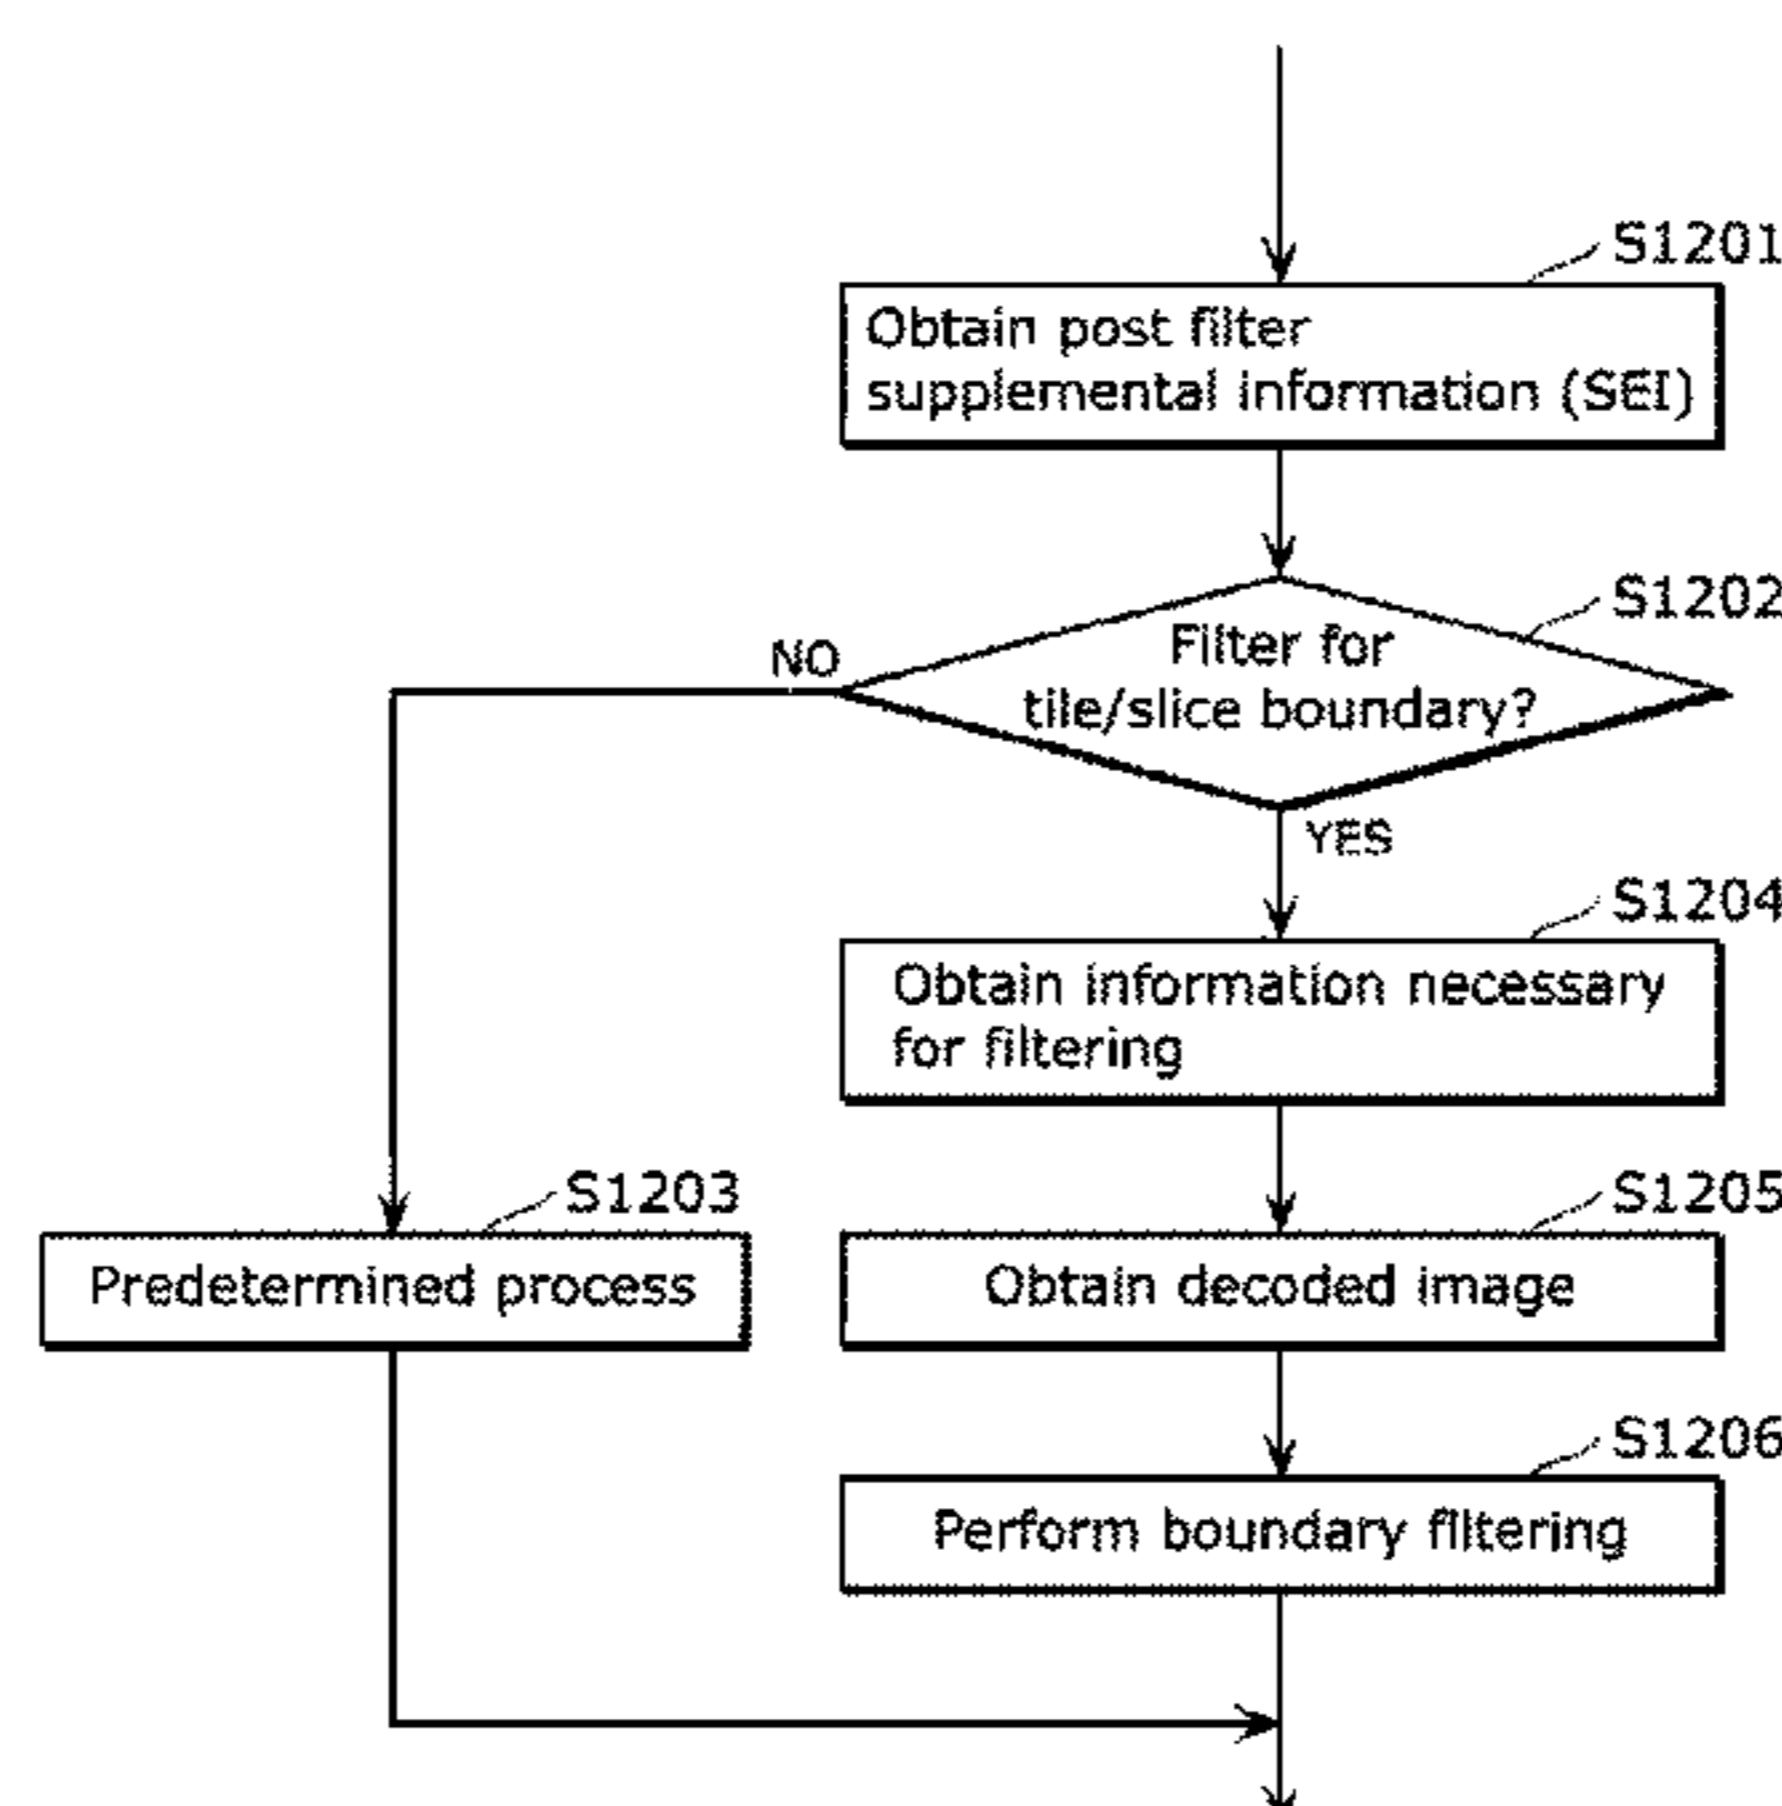 S1201
Obtain post filter
supplemental information (SEI)
S1202
Filter for
tile/slice boundary?
NO
YES
S1204
Obtain information necessary
for filtering
S1203
Predetermined process
S1205
Obtain decoded image
S1206
Perform boundary filtering